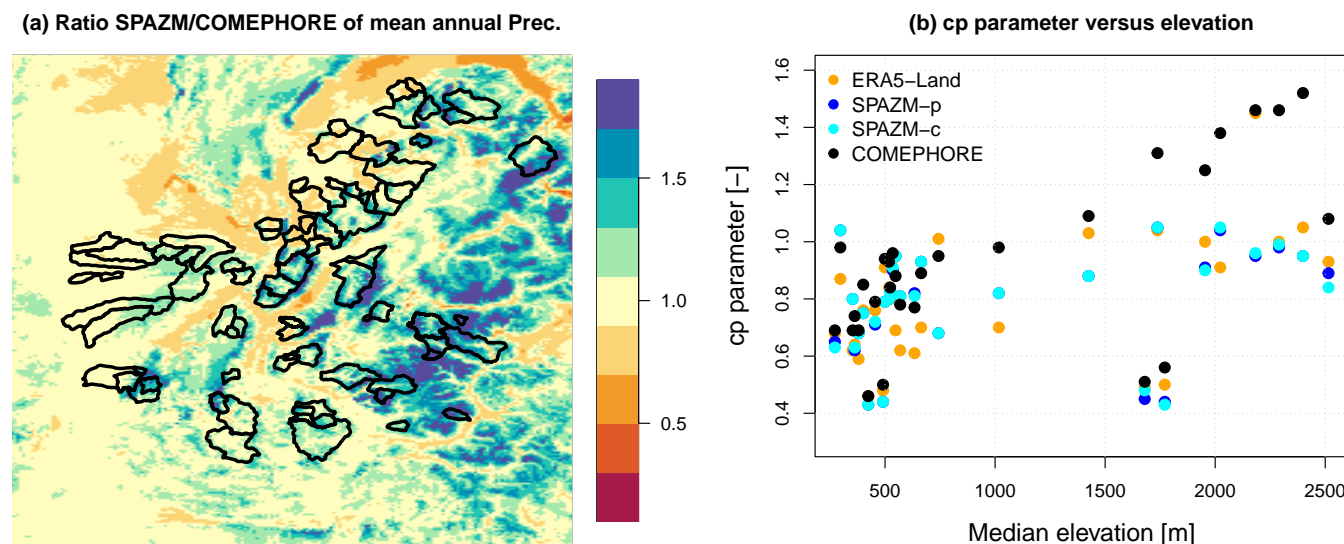 (a) Ratio SPAZM/COMEPHORE of mean annual Prec.
1.5
1.0
0.5
(b) cp parameter versus elevation
ERA5−Land
SPAZM−p
SPAZM−c
COMEPHORE
cp parameter [−]
1.6
1.4
1.2
1.0
0.8
0.6
0.4
500
1000
1500
2000
2500
Median elevation [m]